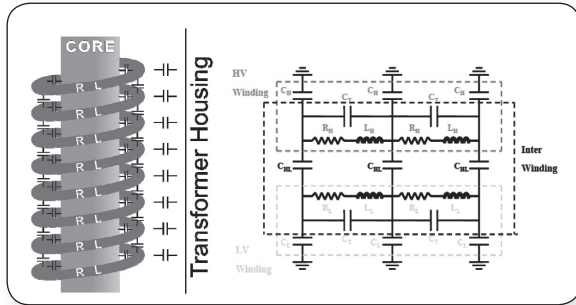 CORE
R L
R L
R L
R L
R L
R L
R L
R L
Transformer Housing
HV
Winding
C_H C_H C_H
C_T C_T
R_H L_H R_H L_H
C_HL C_HL C_HL
Inter
Winding
R_L L_L R_L L_L
C_L C_T C_L C_T C_L
LV
Winding